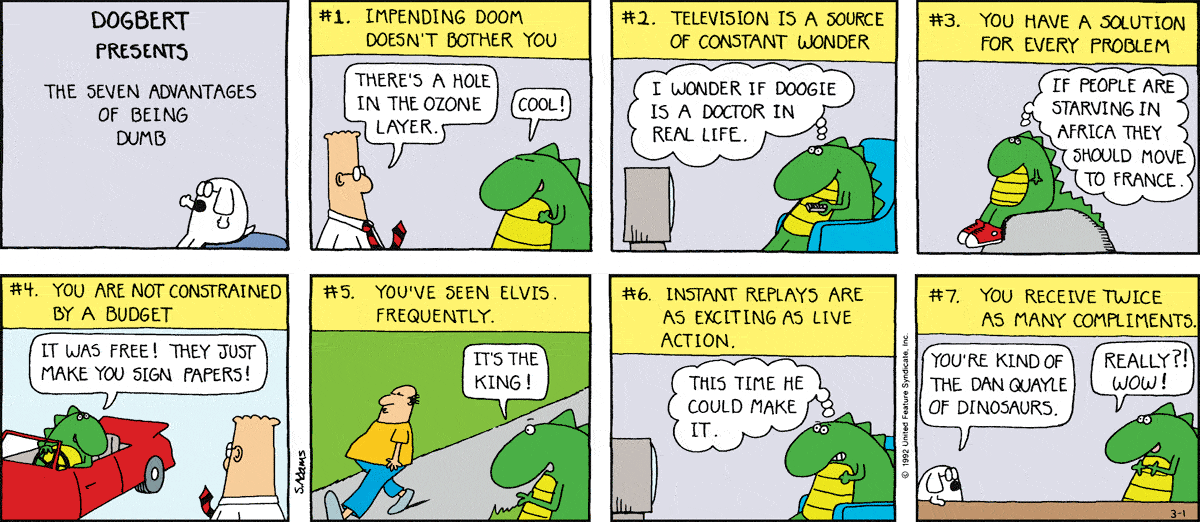 DOGBERT
PRESENTS
THE SEVEN ADVANTAGES
OF BEING
DUMB
#1. IMPENDING DOOM
DOESN'T BOTHER YOU
THERE'S A HOLE
IN THE OZONE
LAYER.
COOL!
#2. TELEVISION IS A SOURCE
OF CONSTANT WONDER
I WONDER IF DOOGIE
IS A DOCTOR IN
REAL LIFE.
#3. YOU HAVE A SOLUTION
FOR EVERY PROBLEM
IF PEOPLE ARE
STARVING IN
AFRICA THEY
SHOULD MOVE
TO FRANCE.
#4. YOU ARE NOT CONSTRAINED
BY A BUDGET
IT WAS FREE! THEY JUST
MAKE YOU SIGN PAPERS!
S.Adams
#5. YOU'VE SEEN ELVIS.
FREQUENTLY.
IT'S THE
KING!
#6. INSTANT REPLAYS ARE
AS EXCITING AS LIVE
ACTION.
THIS TIME HE
COULD MAKE
IT.
© 1992 United Feature Syndicate, Inc.
#7. YOU RECEIVE TWICE
AS MANY COMPLIMENTS.
YOU'RE KIND OF
THE DAN QUAYLE
OF DINOSAURS.
REALLY?!
WOW!
3-1